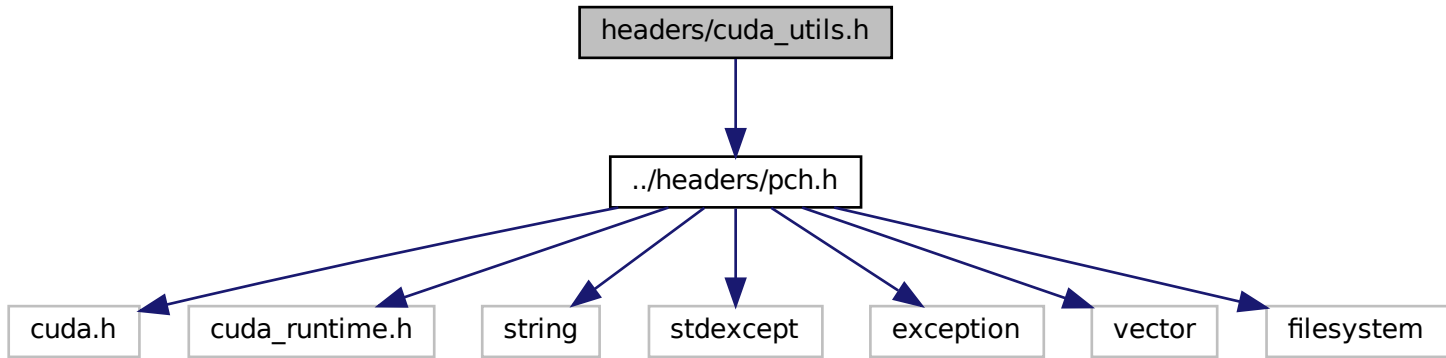 headers/cuda_utils.h
../headers/pch.h
cuda.h
cuda_runtime.h
string
stdexcept
exception
vector
filesystem